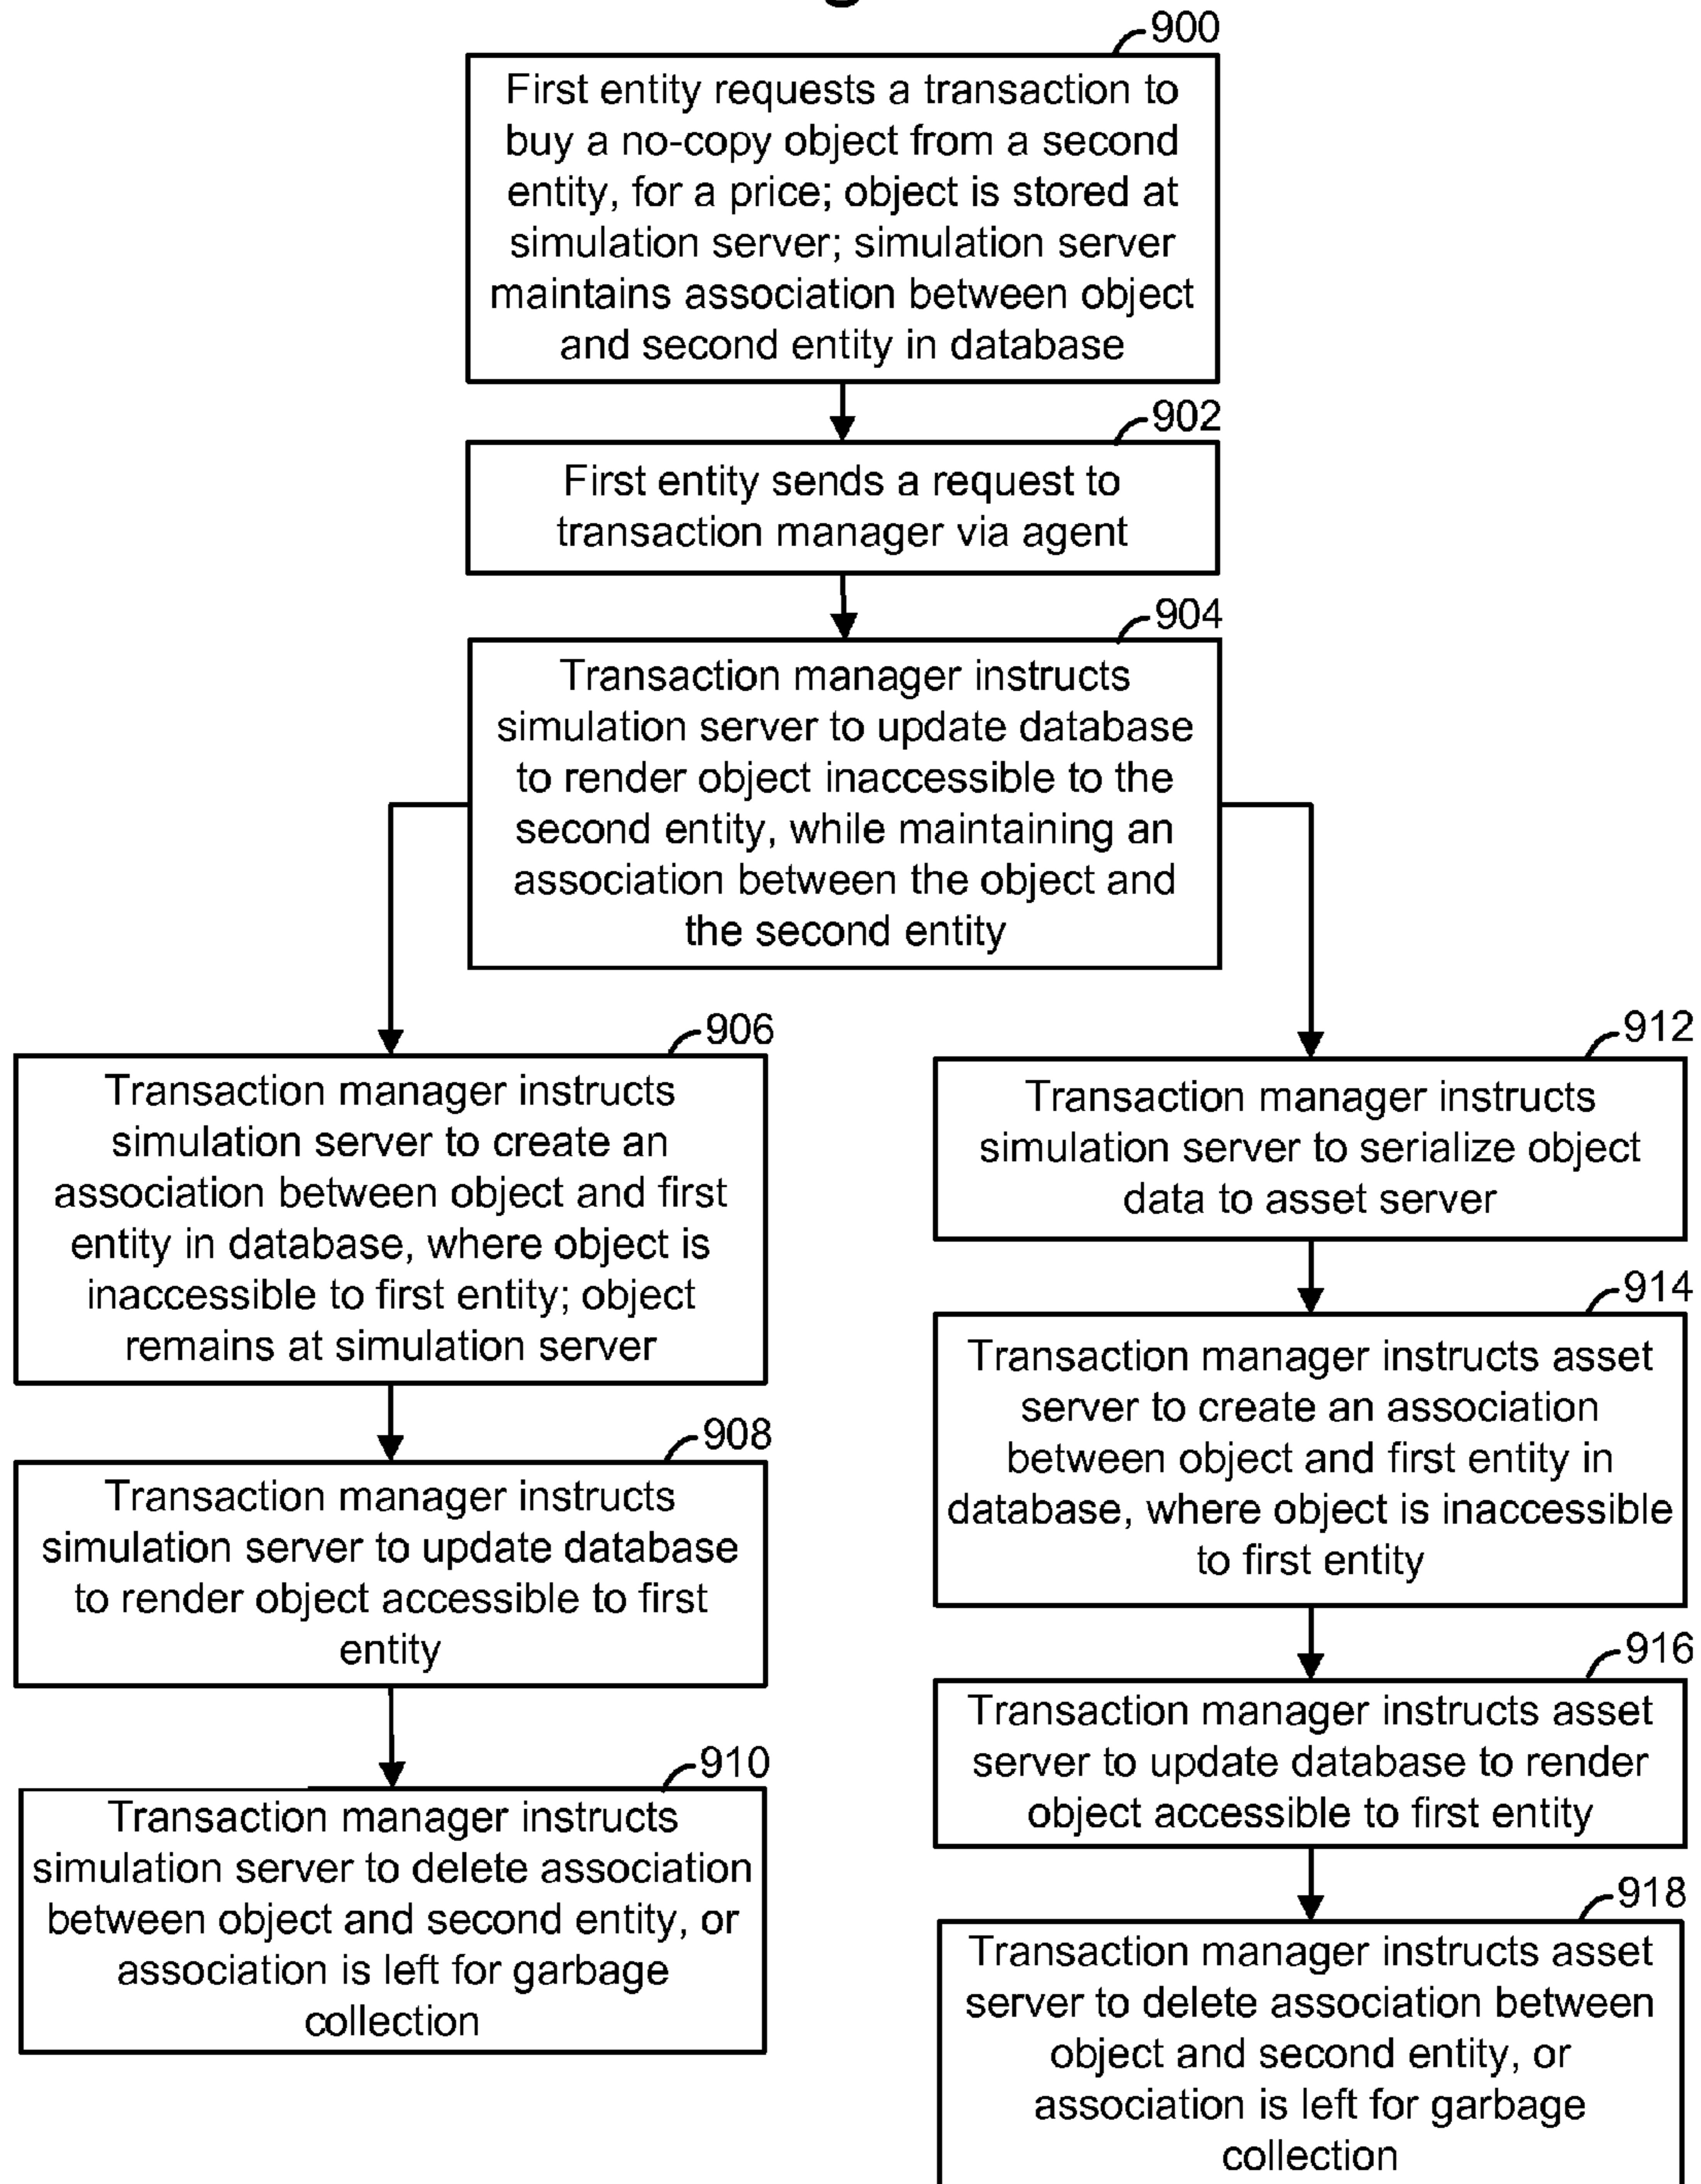 900
First entity requests a transaction to
buy a no-copy object from a second
entity, for a price; object is stored at
simulation server; simulation server
maintains association between object
and second entity in database
902
First entity sends a request to
transaction manager via agent
904
Transaction manager instructs
simulation server to update database
to render object inaccessible to the
second entity, while maintaining an
association between the object and
the second entity
906
Transaction manager instructs
simulation server to create an
association between object and first
entity in database, where object is
inaccessible to first entity; object
remains at simulation server
908
Transaction manager instructs
simulation server to update database
to render object accessible to first
entity
910
Transaction manager instructs
simulation server to delete association
between object and second entity, or
association is left for garbage
collection
912
Transaction manager instructs
simulation server to serialize object
data to asset server
914
Transaction manager instructs asset
server to create an association
between object and first entity in
database, where object is inaccessible
to first entity
916
Transaction manager instructs asset
server to update database to render
object accessible to first entity
918
Transaction manager instructs asset
server to delete association between
object and second entity, or
association is left for garbage
collection